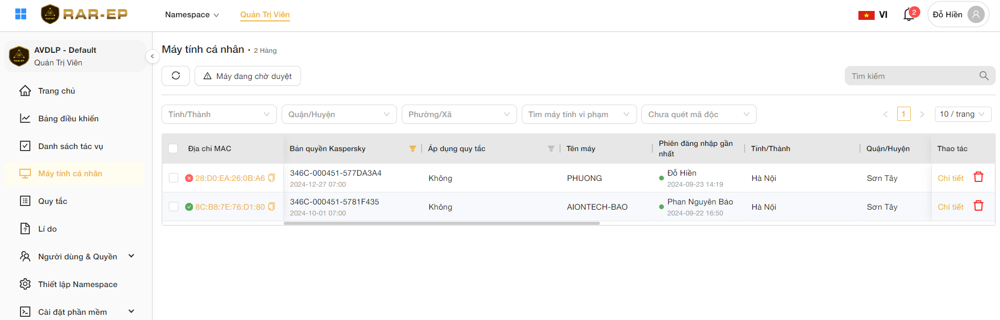 RAR-EP
Namespace
Quản Trị Viên
VI
2
Đỗ Hiền
AVDLP - Default
Quản Trị Viên
Trang chủ
Bảng điều khiển
Danh sách tác vụ
Máy tính cá nhân
Quy tắc
Lí do
Người dùng & Quyền
Thiết lập Namespace
Cài đặt phần mềm
Máy tính cá nhân • 2 Hàng
Máy đang chờ duyệt
Tìm kiếm
Tỉnh/Thành
Quận/Huyện
Phường/Xã
Tìm máy tính vi phạm
Chưa quét mã độc
1
10 / trang
Địa chỉ MAC
Bản quyền Kaspersky
Áp dụng quy tắc
Tên máy
Phiên đăng nhập gần
nhất
Tỉnh/Thành
Quận/Huyện
Thao tác
28:D0:EA:26:0B:A6
346C-000451-577DA3A4
2024-12-27 07:00
Không
PHUONG
Đỗ Hiền
2024-09-23 14:19
Hà Nội
Sơn Tây
Chi tiết
8C:B8:7E:76:D1:80
346C-000451-5781F435
2024-10-01 07:00
Không
AIONTECH-BAO
Phan Nguyên Bảo
2024-09-22 16:50
Hà Nội
Sơn Tây
Chi tiết